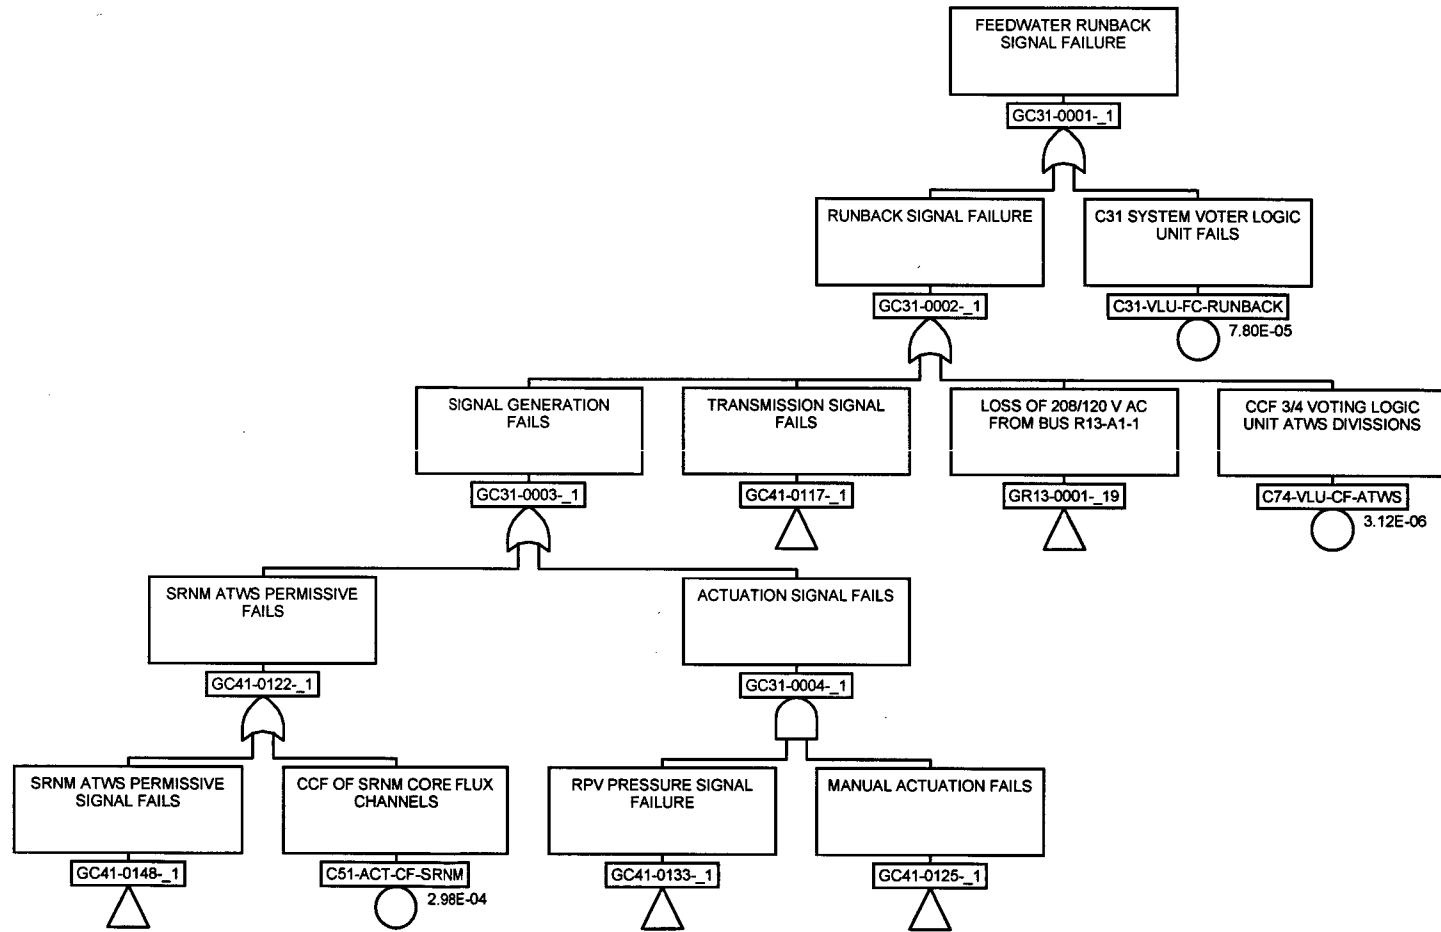 FEEDWATER RUNBACK
SIGNAL FAILURE
GC31-0001-_1
RUNBACK SIGNAL FAILURE
C31 SYSTEM VOTER LOGIC
UNIT FAILS
GC31-0002-_1
C31-VLU-FC-RUNBACK
7.80E-05
SIGNAL GENERATION
FAILS
TRANSMISSION SIGNAL
FAILS
LOSS OF 208/120 V AC
FROM BUS R13-A1-1
CCF 3/4 VOTING LOGIC
UNIT ATWS DIVISSIONS
GC31-0003-_1
GC41-0117-_1
GR13-0001-_19
C74-VLU-CF-ATWS
3.12E-06
SRNM ATWS PERMISSIVE
FAILS
ACTUATION SIGNAL FAILS
GC41-0122-_1
GC31-0004-_1
SRNM ATWS PERMISSIVE
SIGNAL FAILS
CCF OF SRNM CORE FLUX
CHANNELS
RPV PRESSURE SIGNAL
FAILURE
MANUAL ACTUATION FAILS
GC41-0148-_1
C51-ACT-CF-SRNM
2.98E-04
GC41-0133-_1
GC41-0125-_1